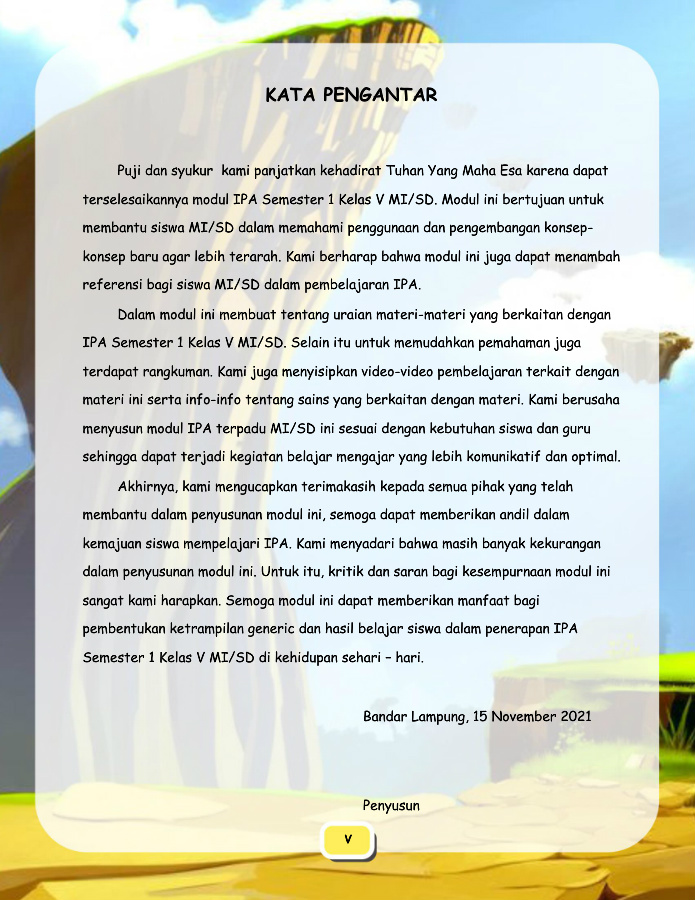 KATA PENGANTAR
Puji dan syukur kami panjatkan kehadirat Tuhan Yang Maha Esa karena dapat
terselesaikannya modul IPA Semester 1 Kelas V MI/SD. Modul ini bertujuan untuk
membantu siswa MI/SD dalam memahami penggunaan dan pengembangan konsep-
konsep baru agar lebih terarah. Kami berharap bahwa modul ini juga dapat menambah
referensi bagi siswa MI/SD dalam pembelajaran IPA.
Dalam modul ini membuat tentang uraian materi-materi yang berkaitan dengan
IPA Semester 1 Kelas V MI/SD. Selain itu untuk memudahkan pemahaman juga
terdapat rangkuman. Kami juga menyisipkan video-video pembelajaran terkait dengan
materi ini serta info-info tentang sains yang berkaitan dengan materi. Kami berusaha
menyusun modul IPA terpadu MI/SD ini sesuai dengan kebutuhan siswa dan guru
sehingga dapat terjadi kegiatan belajar mengajar yang lebih komunikatif dan optimal.
Akhirnya, kami mengucapkan terimakasih kepada semua pihak yang telah
membantu dalam penyusunan modul ini, semoga dapat memberikan andil dalam
kemajuan siswa mempelajari IPA. Kami menyadari bahwa masih banyak kekurangan
dalam penyusunan modul ini. Untuk itu, kritik dan saran bagi kesempurnaan modul ini
sangat kami harapkan. Semoga modul ini dapat memberikan manfaat bagi
pembentukan ketrampilan generic dan hasil belajar siswa dalam penerapan IPA
Semester 1 Kelas V MI/SD di kehidupan sehari – hari.
Bandar Lampung, 15 November 2021
Penyusun
V